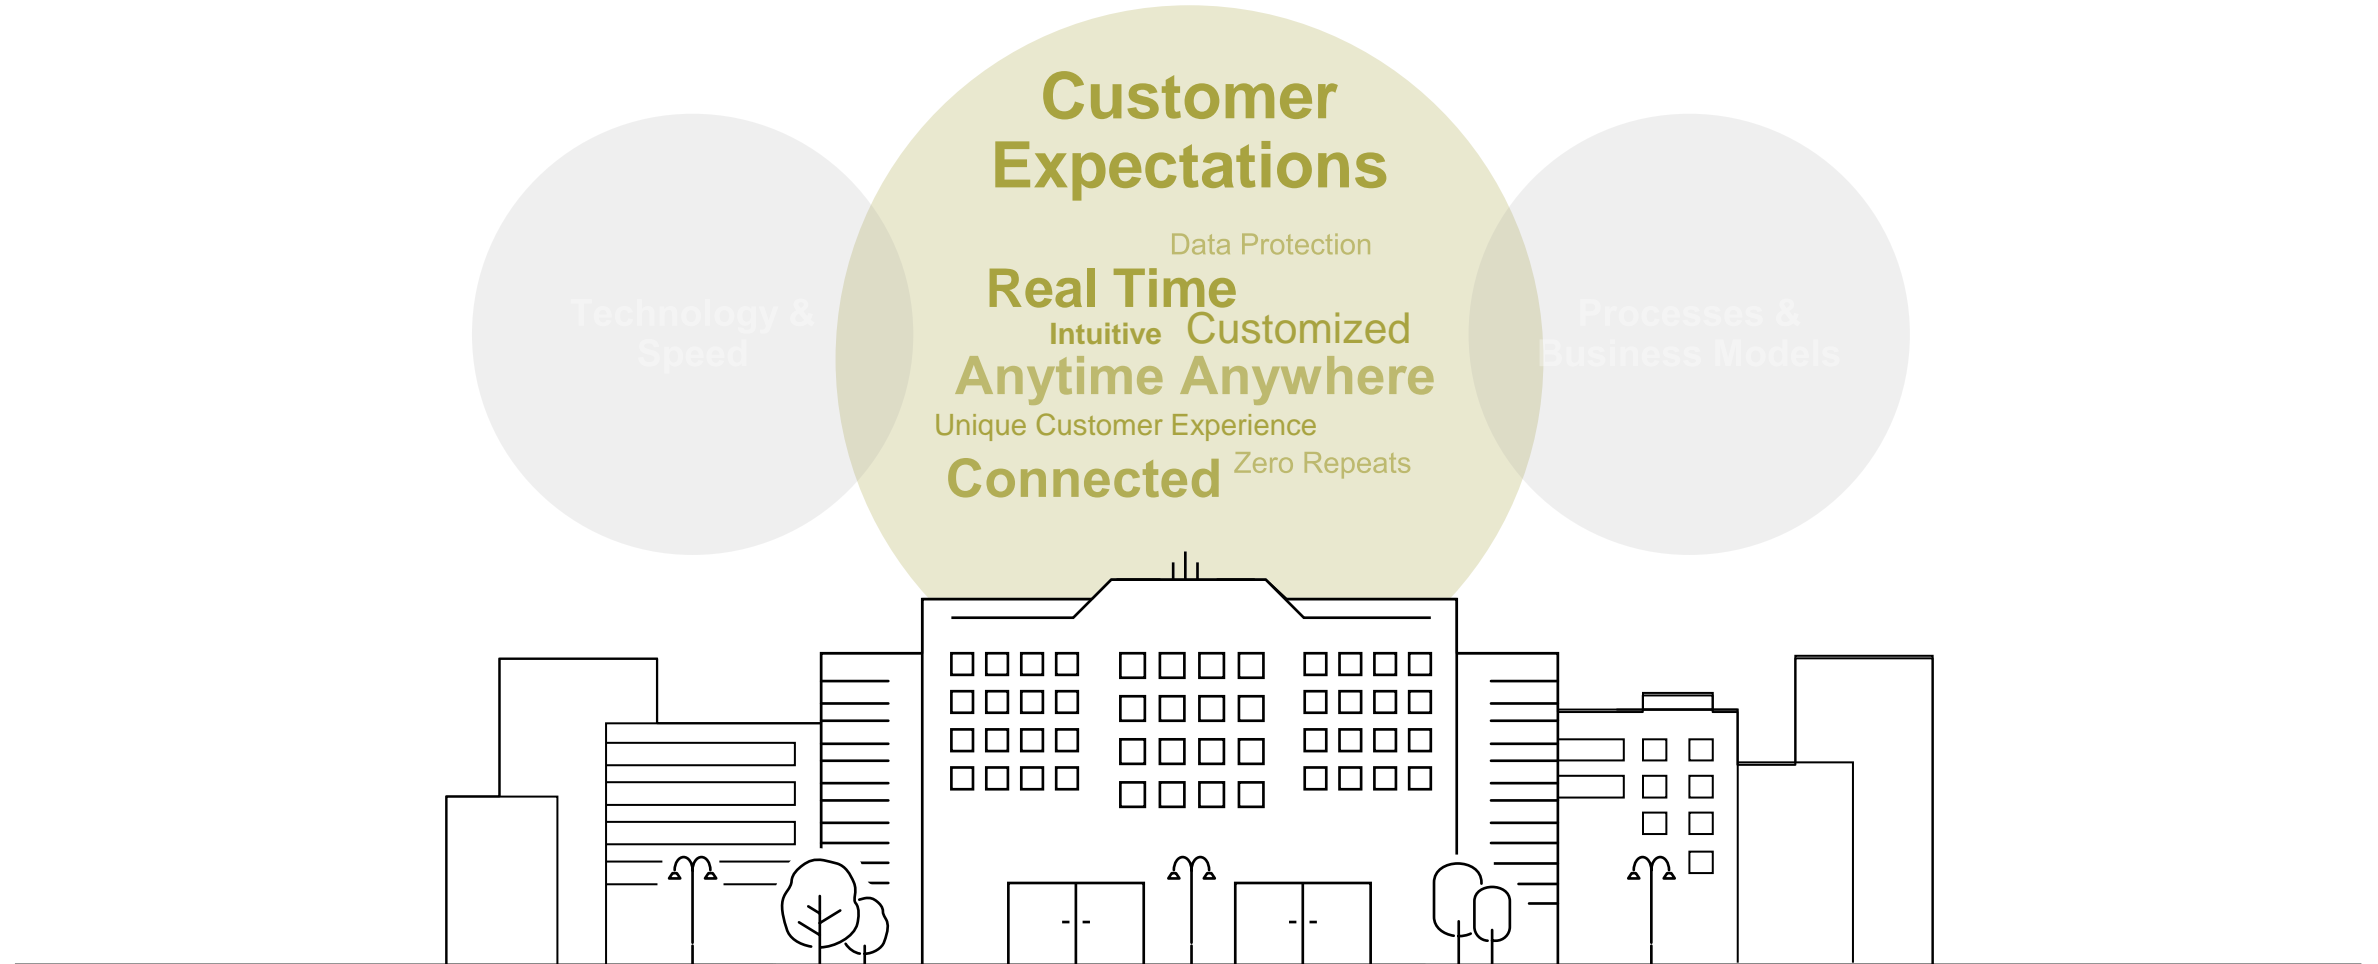 Customer
Expectations
Technology &
Speed
Data Protection
Real Time
Intuitive Customized
Anytime Anywhere
Unique Customer Experience
Connected Zero Repeats
Processes &
Business Models